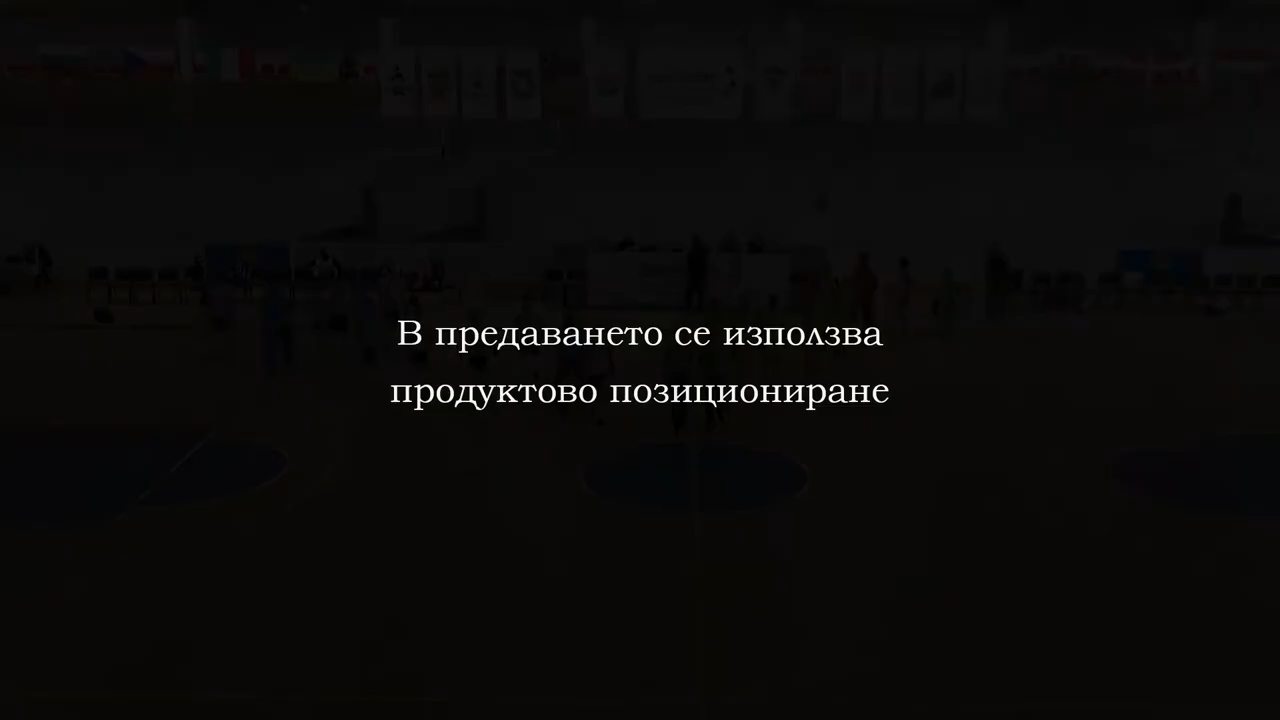 В предаването се използва
продуктово позициониране